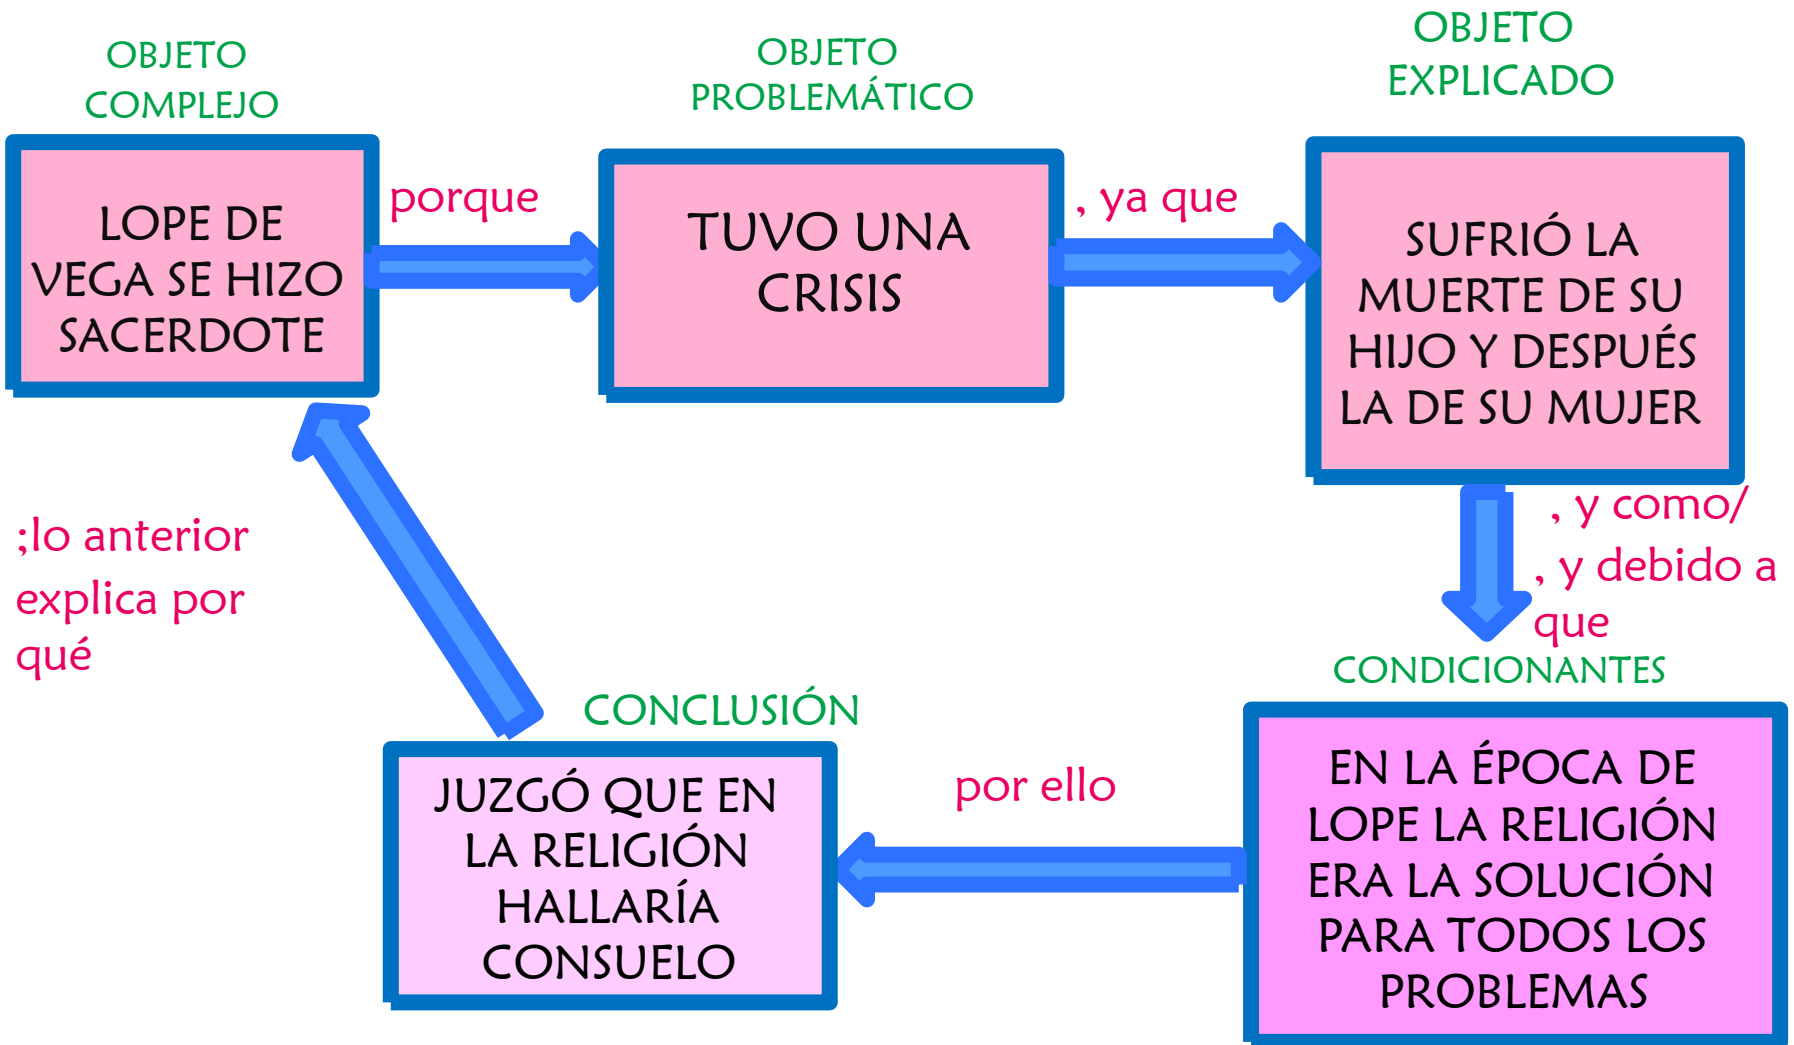 OBJETO
COMPLEJO
LOPE DE
VEGA SE HIZO
SACERDOTE
porque
OBJETO
PROBLEMÁTICO
TUVO UNA
CRISIS
, ya que
OBJETO
EXPLICADO
SUFRIÓ LA
MUERTE DE SU
HIJO Y DESPUÉS
LA DE SU MUJER
, y como/
, y debido a
que
CONDICIONANTES
EN LA ÉPOCA DE
LOPE LA RELIGIÓN
ERA LA SOLUCIÓN
PARA TODOS LOS
PROBLEMAS
por ello
CONCLUSIÓN
JUZGÓ QUE EN
LA RELIGIÓN
HALLARÍA
CONSUELO
;lo anterior
explica por
qué